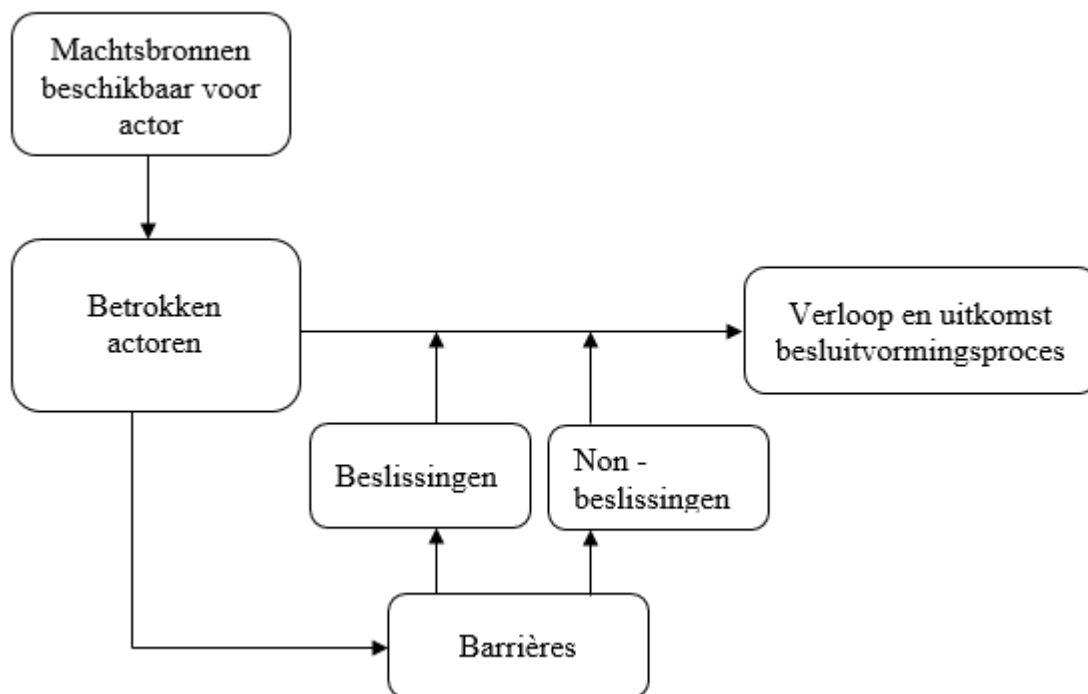 Machtsbronnen
beschikbaar voor
actor
Betrokken
actoren
Verloop en uitkomst
besluitvormingsproces
Beslissingen
Non -
beslissingen
Barrières